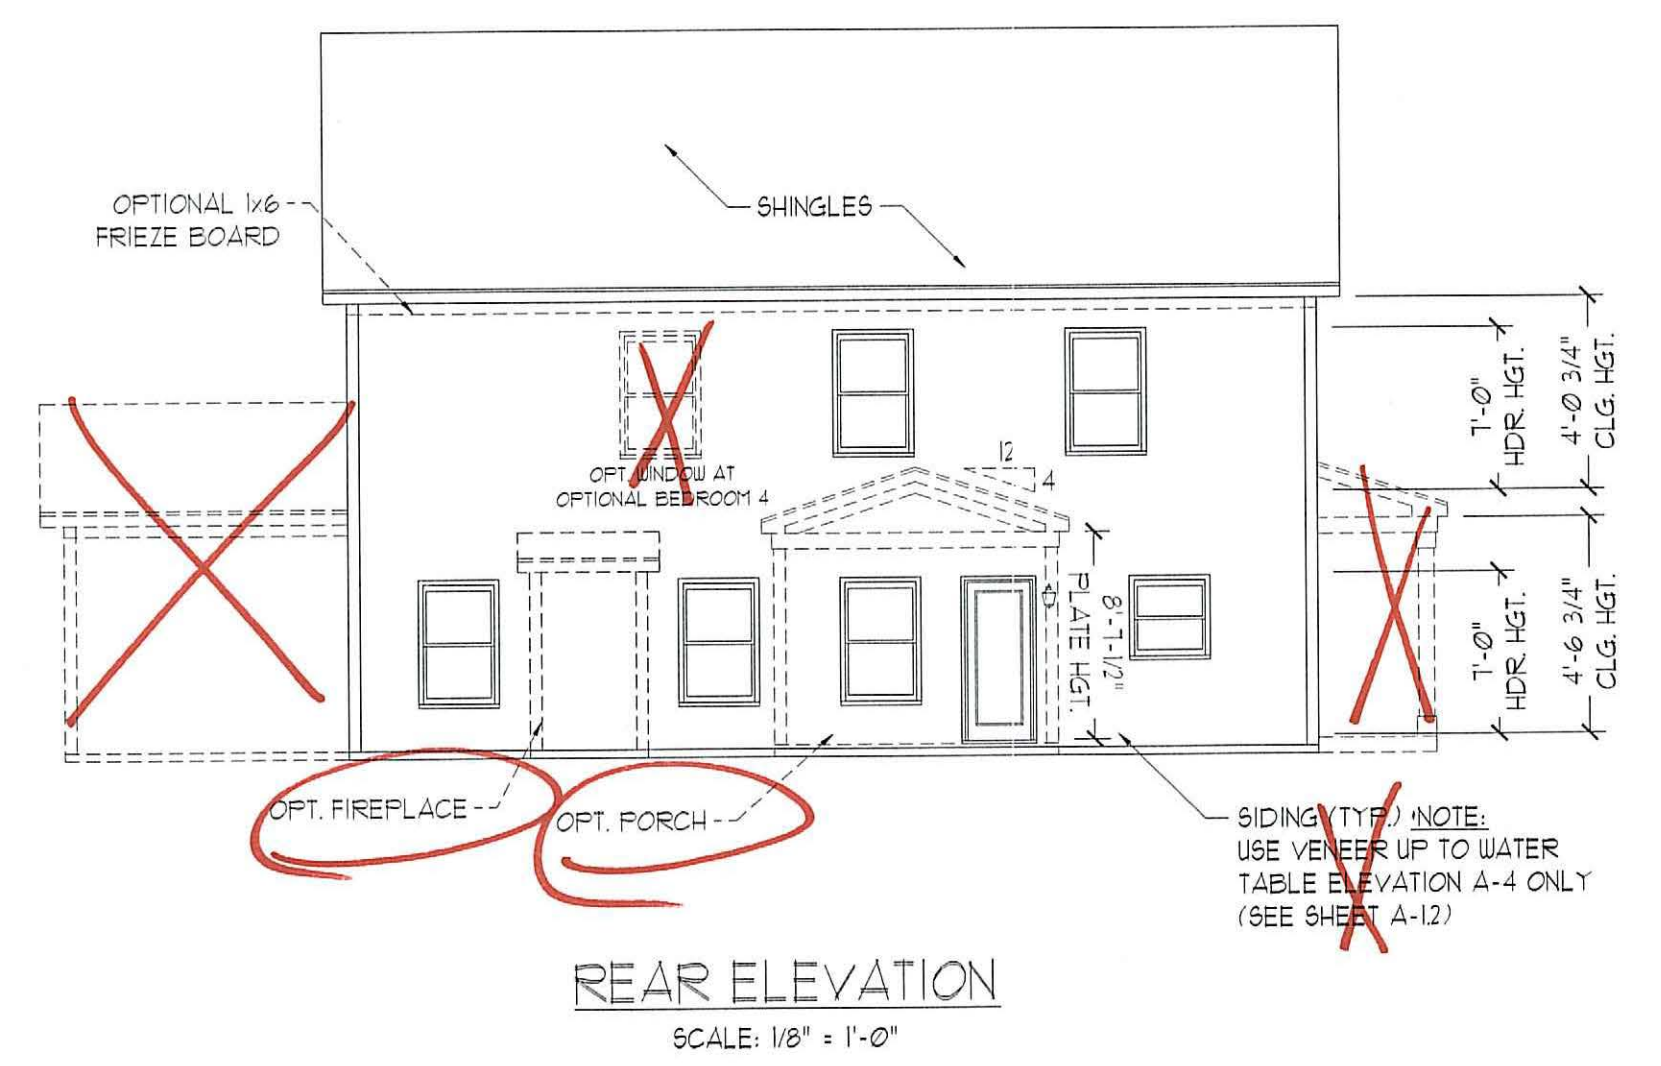 SHINGLES
OPTIONAL 1x6
FRIEZE BOARD
OPT. WINDOW AT
OPTIONAL BEDROOM 4
12
4
7'-0"
HDR. HGT.
4'-0 3/4"
CLG. HGT.
8'-1-1/2"
PLATE HGT.
7'-0"
HDR. HGT.
4'-6 3/4"
CLG. HGT.
OPT. FIREPLACE
OPT. PORCH
SIDING (TYP.) NOTE:
USE VENEER UP TO WATER
TABLE ELEVATION A-4 ONLY
(SEE SHEET A-1.2)
REAR ELEVATION
SCALE: 1/8" = 1'-0"